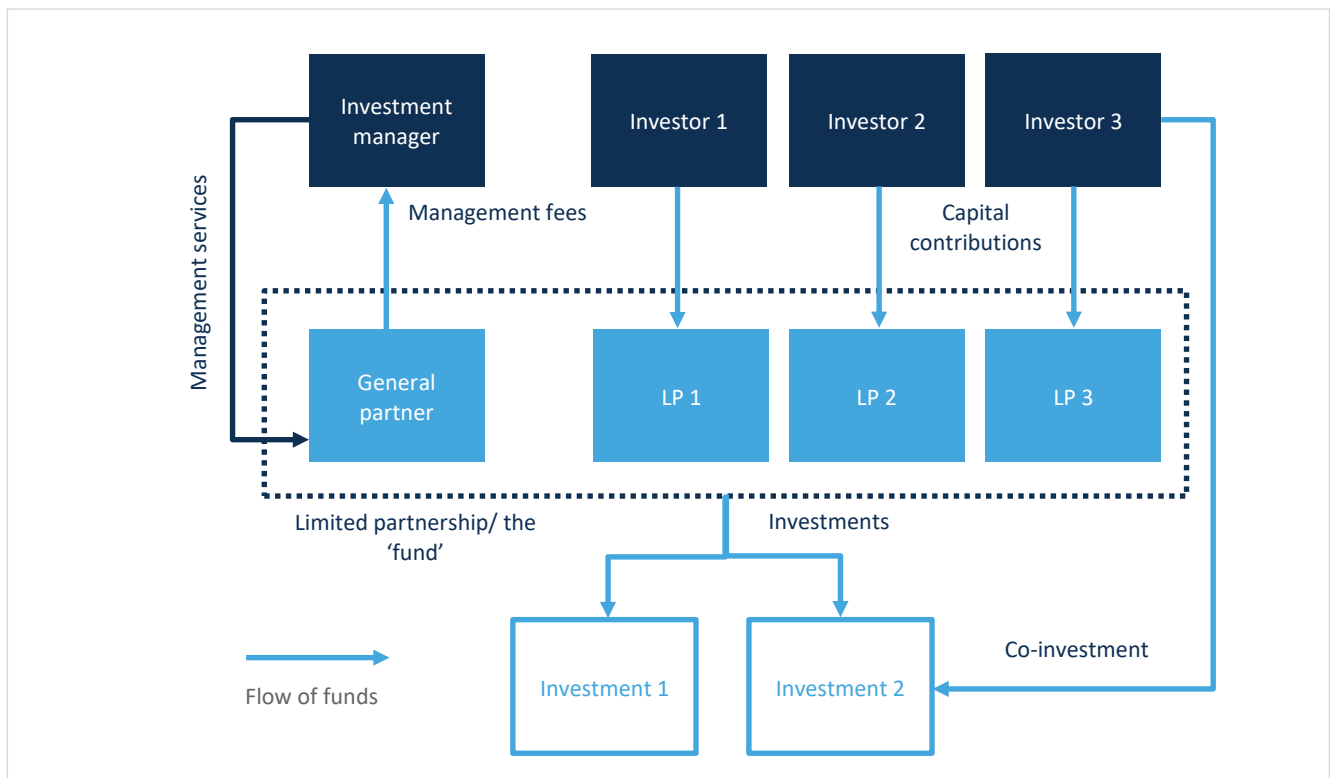 Investment
manager
Investor 1
Investor 2
Investor 3
Management services
Management fees
Capital
contributions
General
partner
LP 1
LP 2
LP 3
Limited partnership/ the
‘fund’
Investments
Co-investment
Investment 1
Investment 2
Flow of funds